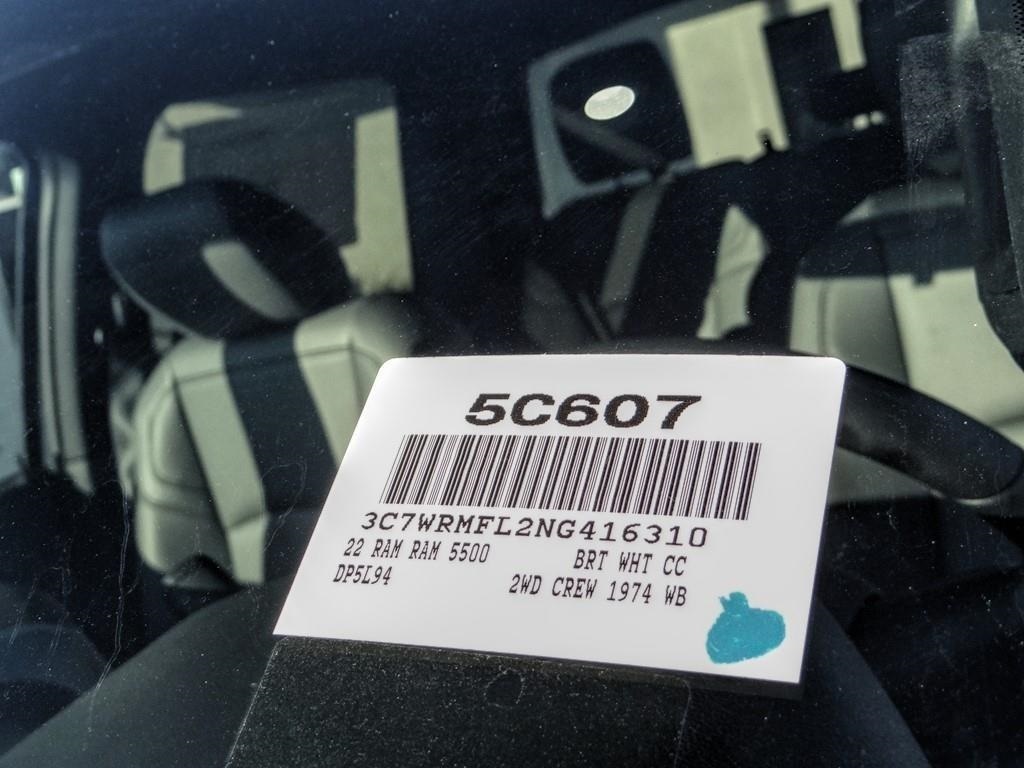 5C607
3C7WRMFL2NG416310
22 RAM RAM 5500 BRT WHT CC
DP5L94 2WD CREW 1974 WB